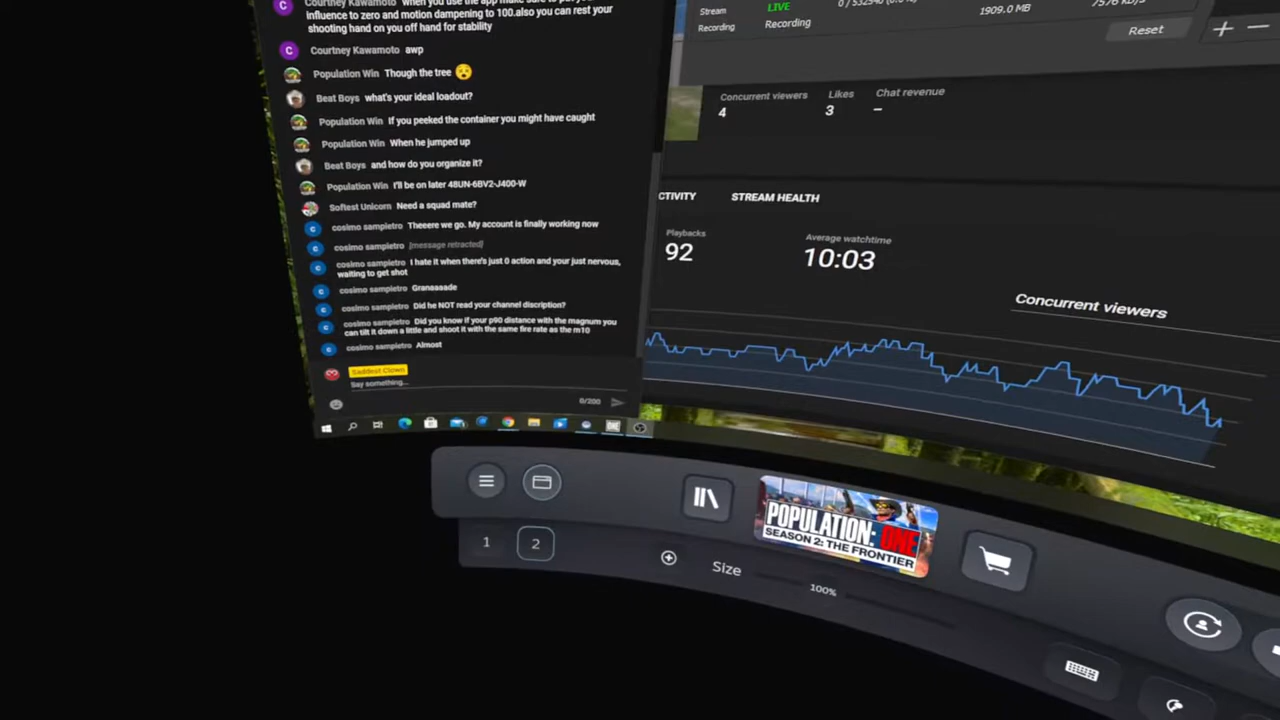 Courtney Kawamoto when you use the app make sure to put
influence to zero and motion dampening to 100.also you can rest your
shooting hand on you off hand for stability
Courtney Kawamoto awp
Population Win Though the tree 😵
Beat Boys what's your ideal loadout?
Population Win If you peeked the container you might have caught
Population Win When he jumped up
Beat Boys and how do you organize it?
Population Win I'll be on later 48UN-6BV2-J400-W
Softest Unicorn Need a squad mate?
cosimo sampietro Theeere we go. My account is finally working now
cosimo sampietro [message retracted]
cosimo sampietro I hate it when there's just 0 action and your just nervous,
waiting to get shot
cosimo sampietro Granaaaade
cosimo sampietro Did he NOT read your channel discription?
cosimo sampietro Did you know if your p90 distance with the magnum you
can tilt it down a little and shoot it with the same fire rate as the m10
cosimo sampietro Almost
Saddest Clown
Say something...
0/200
Stream LIVE
Recording Recording
1909.0 MB
7576 kb/s
Reset
Concurrent viewers
4
Likes
3
Chat revenue
–
CTIVITY
STREAM HEALTH
Playbacks
92
Average watchtime
10:03
Concurrent viewers
POPULATION: ONE
SEASON 2: THE FRONTIER
1
2
Size
100%